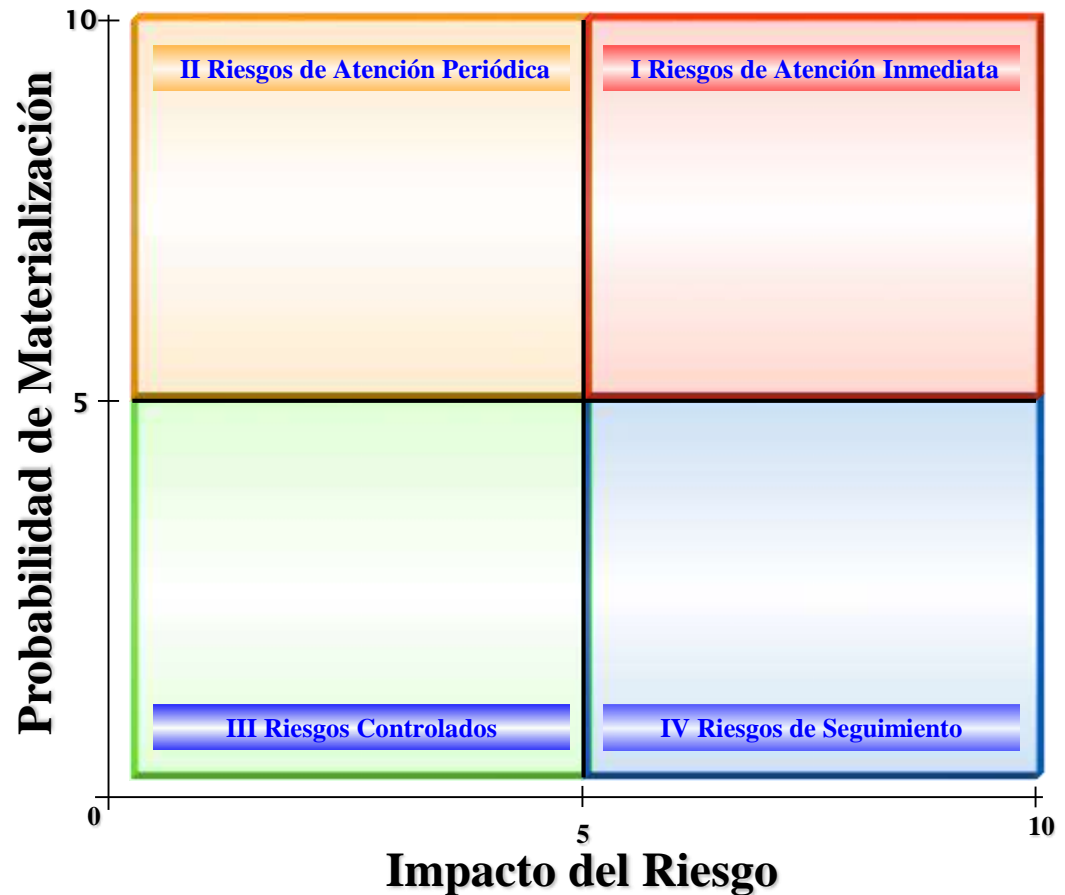 10
II Riesgos de Atención Periódica
I Riesgos de Atención Inmediata
Probabilidad de Materialización
5
III Riesgos Controlados
IV Riesgos de Seguimiento
0
5
10
Impacto del Riesgo